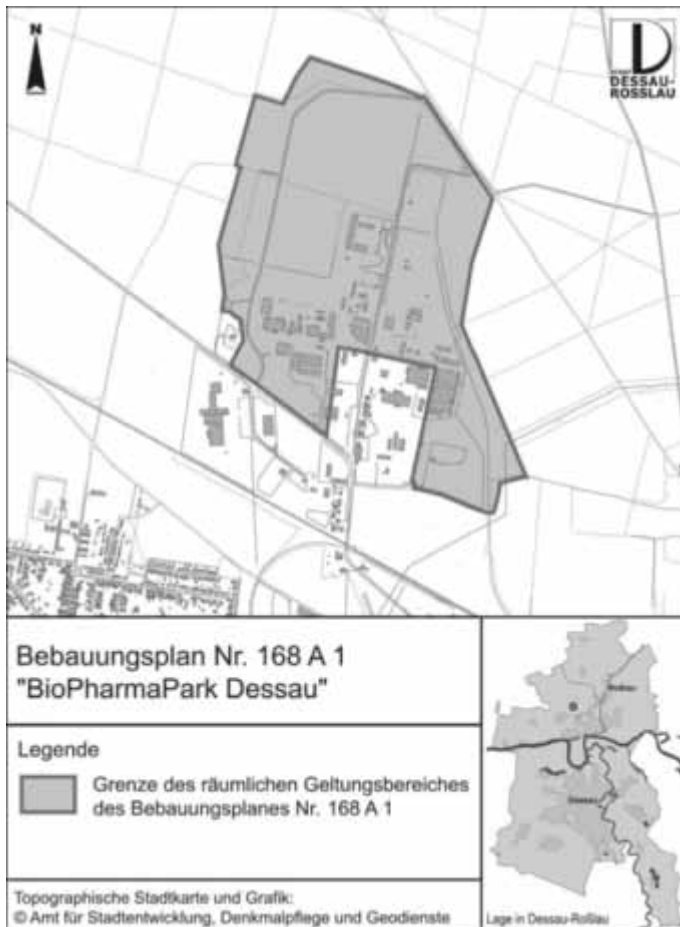 N
STADT
DESSAU-
ROSSLAU
Bebauungsplan Nr. 168 A 1
"BioPharmaPark Dessau"
Legende
Grenze des räumlichen Geltungsbereiches
des Bebauungsplanes Nr. 168 A 1
Roßlau
Dessau
Topographische Stadtkarte und Grafik:
© Amt für Stadtentwicklung, Denkmalpflege und Geodienste
Lage in Dessau-Roßlau